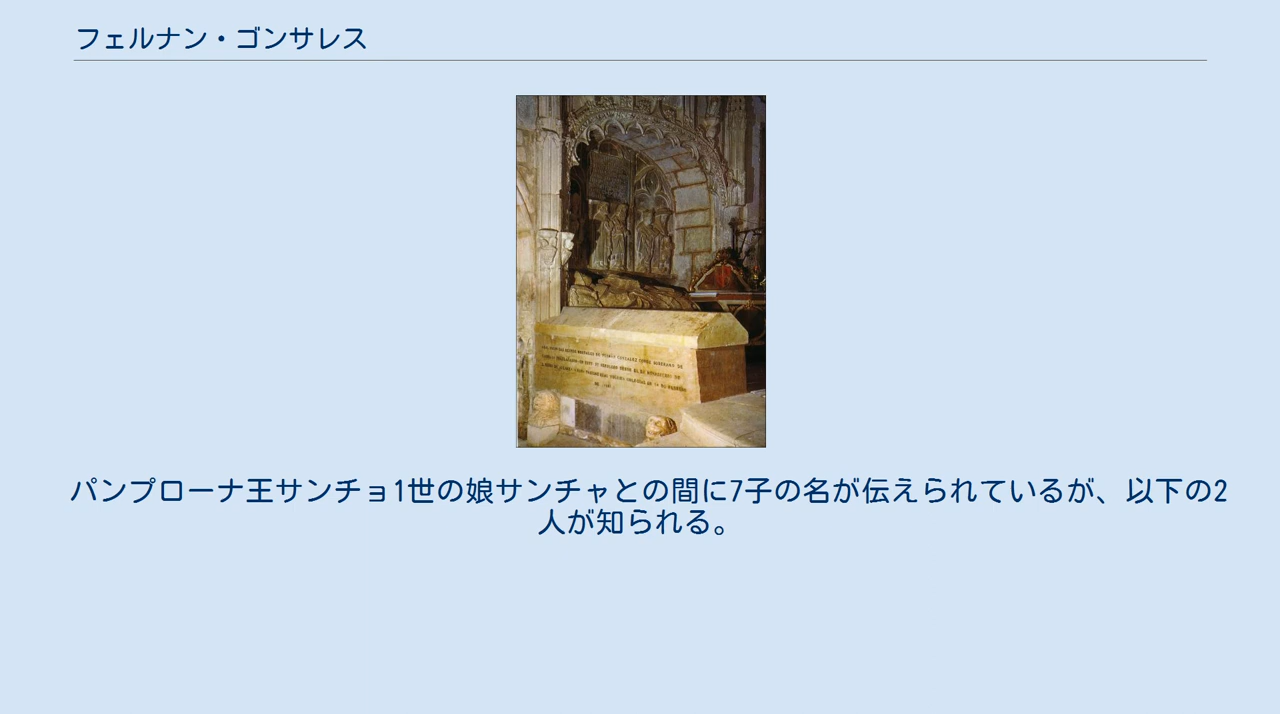 フェルナン・ゴンサレス
パンプローナ王サンチョ1世の娘サンチャとの間に7子の名が伝えられているが、以下の2
人が知られる。